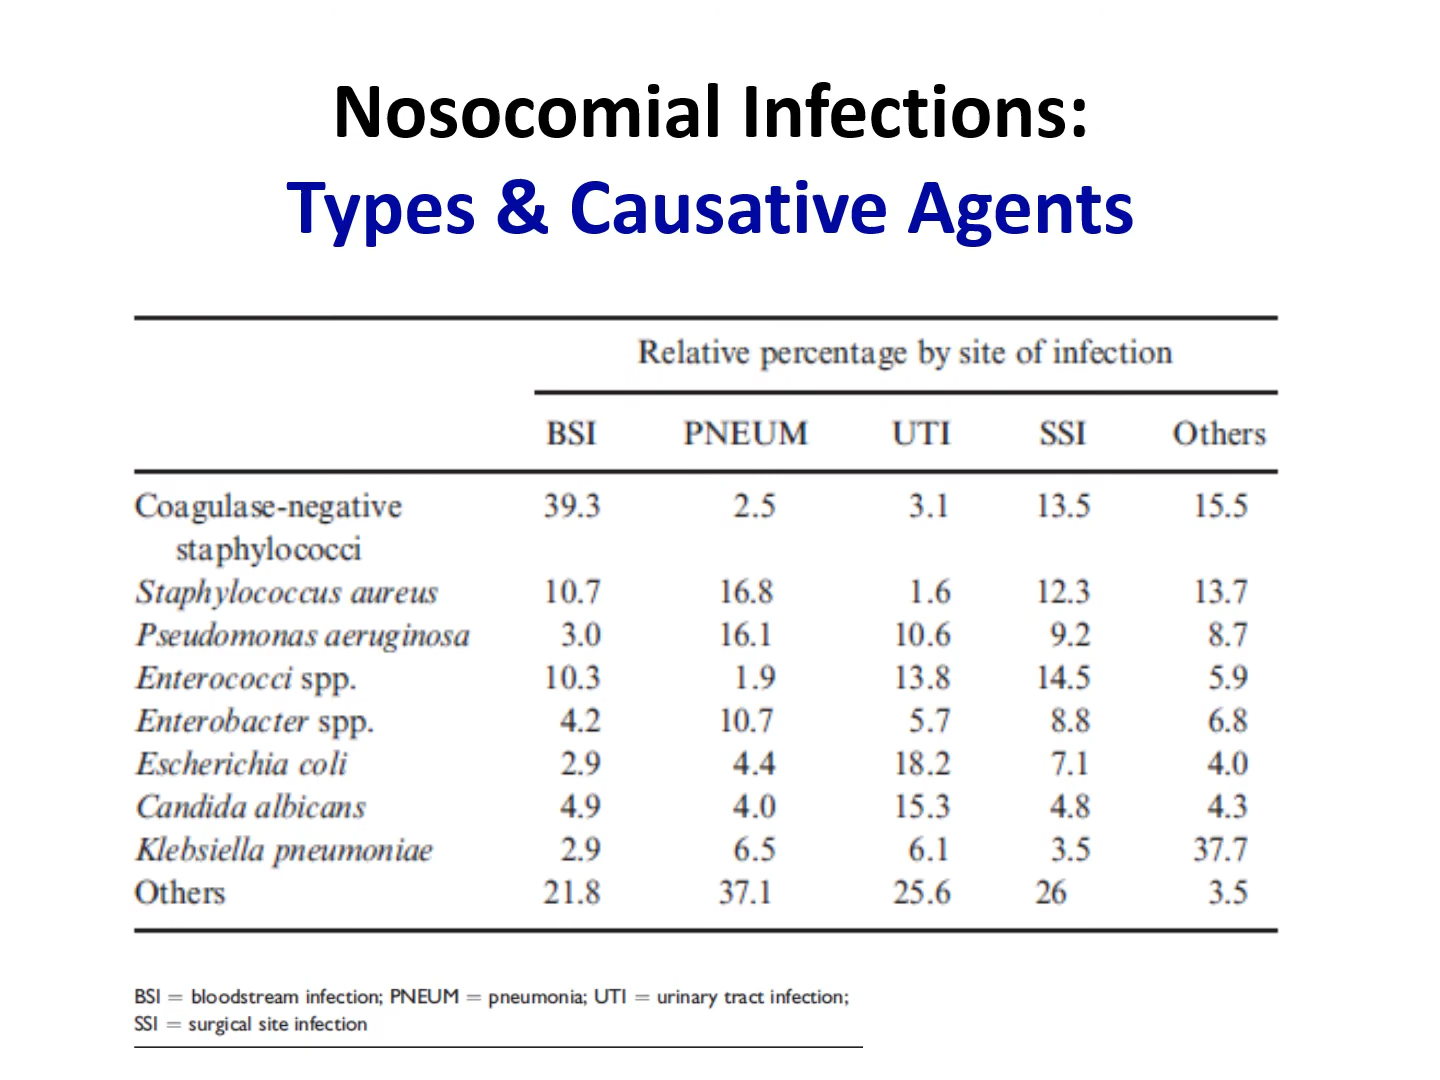 Nosocomial Infections:
Types & Causative Agents
Relative percentage by site of infection
BSI PNEUM UTI SSI Others
Coagulase-negative 39.3 2.5 3.1 13.5 15.5
staphylococci
Staphylococcus aureus 10.7 16.8 1.6 12.3 13.7
Pseudomonas aeruginosa 3.0 16.1 10.6 9.2 8.7
Enterococci spp. 10.3 1.9 13.8 14.5 5.9
Enterobacter spp. 4.2 10.7 5.7 8.8 6.8
Escherichia coli 2.9 4.4 18.2 7.1 4.0
Candida albicans 4.9 4.0 15.3 4.8 4.3
Klebsiella pneumoniae 2.9 6.5 6.1 3.5 37.7
Others 21.8 37.1 25.6 26 3.5
BSI = bloodstream infection; PNEUM = pneumonia; UTI = urinary tract infection;
SSI = surgical site infection